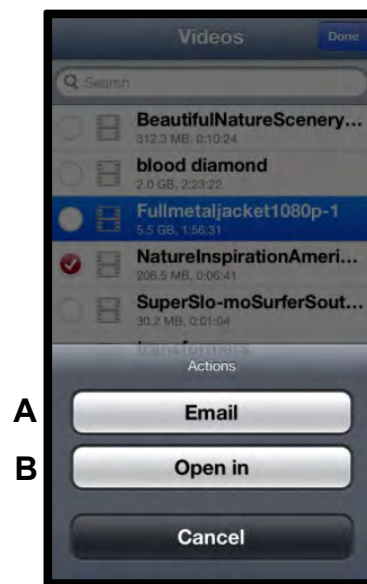 Videos
Done
Search
BeautifulNatureScenery...
312.3 MB, 0:10:24
blood diamond
2.0 GB, 2:23:22
Fullmetaljacket1080p-1
5.5 GB, 1:56:31
NatureInspirationAmeri...
206.5 MB, 0:06:41
SuperSlo-moSurferSout...
30.2 MB, 0:01:04
transformers
Actions
A
Email
B
Open in
Cancel